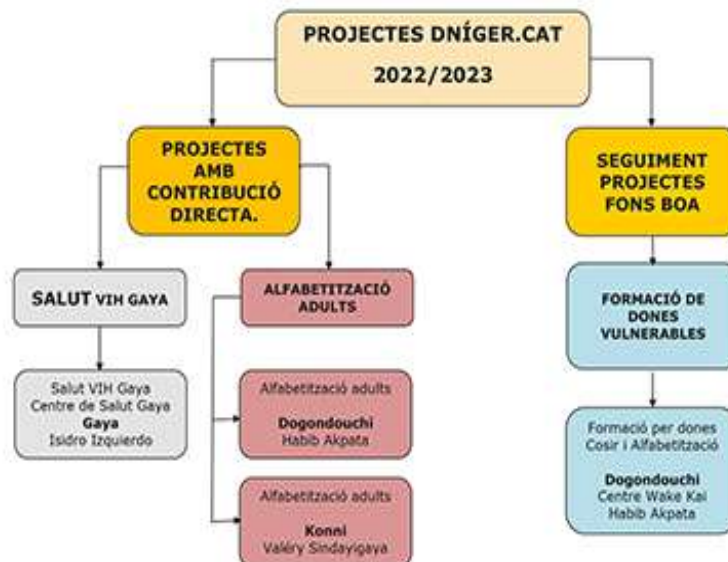 PROJECTES DNÍGER.CAT
2022/2023
PROJECTES
AMB
CONTRIBUCIÓ
DIRECTA.
SEGUIMENT
PROJECTES
FONS BOA
SALUT VIH GAYA
ALFABETITZACIÓ
ADULTS
FORMACIÓ DE
DONES
VULNERABLES
Salut VIH Gaya
Centre de Salut Gaya
Gaya
Isidro Izquierdo
Alfabetització adults
Dogondouchi
Habib Akpata
Alfabetització adults
Konni
Valéry Sindayigaya
Formació per dones
Cosir i Alfabetització
Dogondouchi
Centre Wake Kai
Habib Akpata